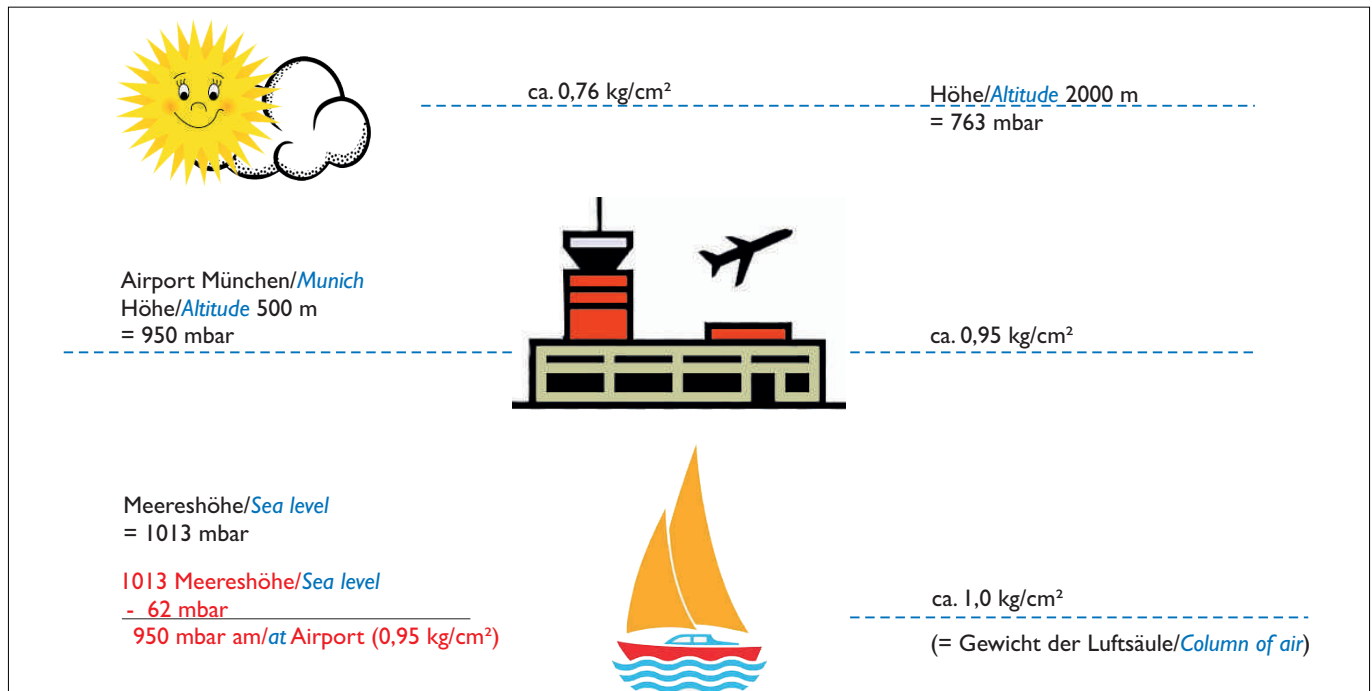 ca. 0,76 kg/cm²
Höhe/Altitude 2000 m
= 763 mbar
Airport München/Munich
Höhe/Altitude 500 m
= 950 mbar
ca. 0,95 kg/cm²
Meereshöhe/Sea level
= 1013 mbar
1013 Meereshöhe/Sea level
- 62 mbar
950 mbar am/at Airport (0,95 kg/cm²)
ca. 1,0 kg/cm²
(= Gewicht der Luftsäule/Column of air)